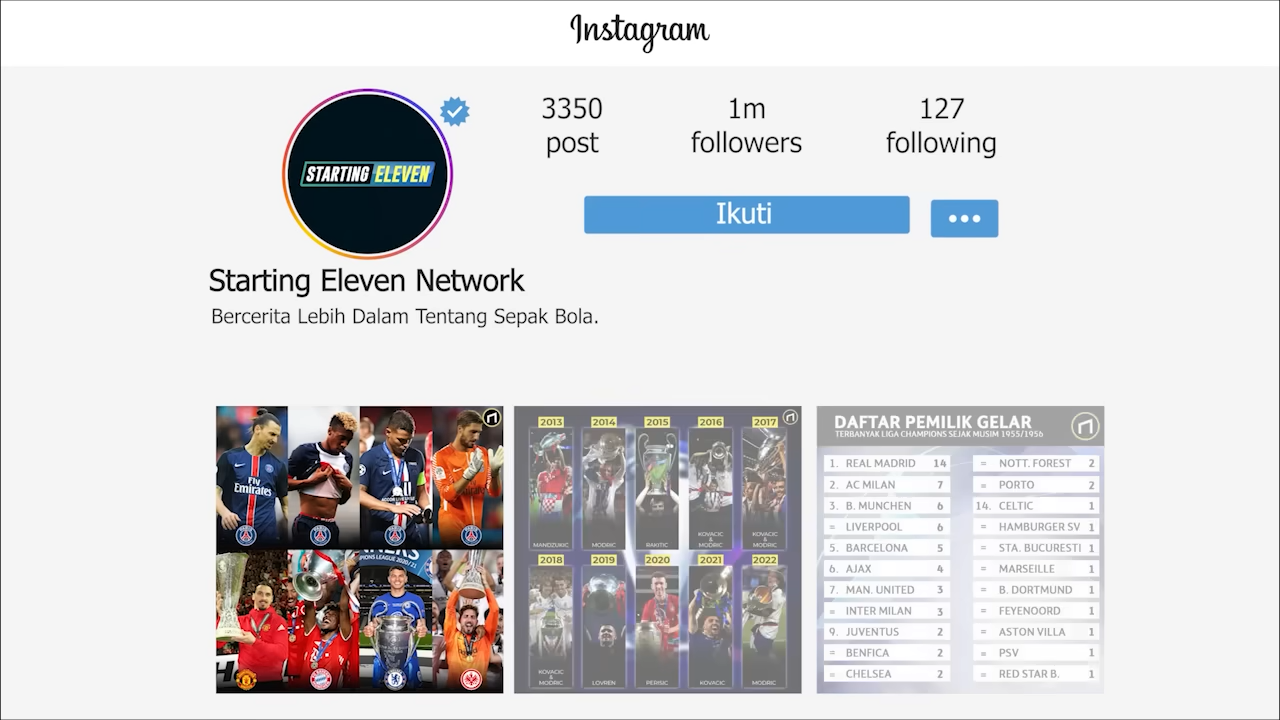 Instagram
3350
post
1m
followers
127
following
STARTING ELEVEN
Ikuti
Starting Eleven Network
Bercerita Lebih Dalam Tentang Sepak Bola.
Fly
Emirates
2013
2014
2015
2016
2017
MANDZUKIC
MODRIC
RAKITIC
KOVACIC
&
MODRIC
KOVACIC
&
MODRIC
2018
2019
2020
2021
2022
KOVACIC
&
MODRIC
LOVREN
PERISIC
KOVACIC
MODRIC
DAFTAR PEMILIK GELAR
TERBANYAK LIGA CHAMPIONS SEJAK MUSIM 1955/1956
1. REAL MADRID 14
2. AC MILAN 7
3. B. MUNCHEN 6
= LIVERPOOL 6
5. BARCELONA 5
6. AJAX 4
7. MAN. UNITED 3
= INTER MILAN 3
9. JUVENTUS 2
= BENFICA 2
= CHELSEA 2
= NOTT. FOREST 2
= PORTO 2
14. CELTIC 1
= HAMBURGER SV 1
= STA. BUCURESTI 1
= MARSEILLE 1
= B. DORTMUND 1
= FEYENOORD 1
= ASTON VILLA 1
= PSV 1
= RED STAR B. 1